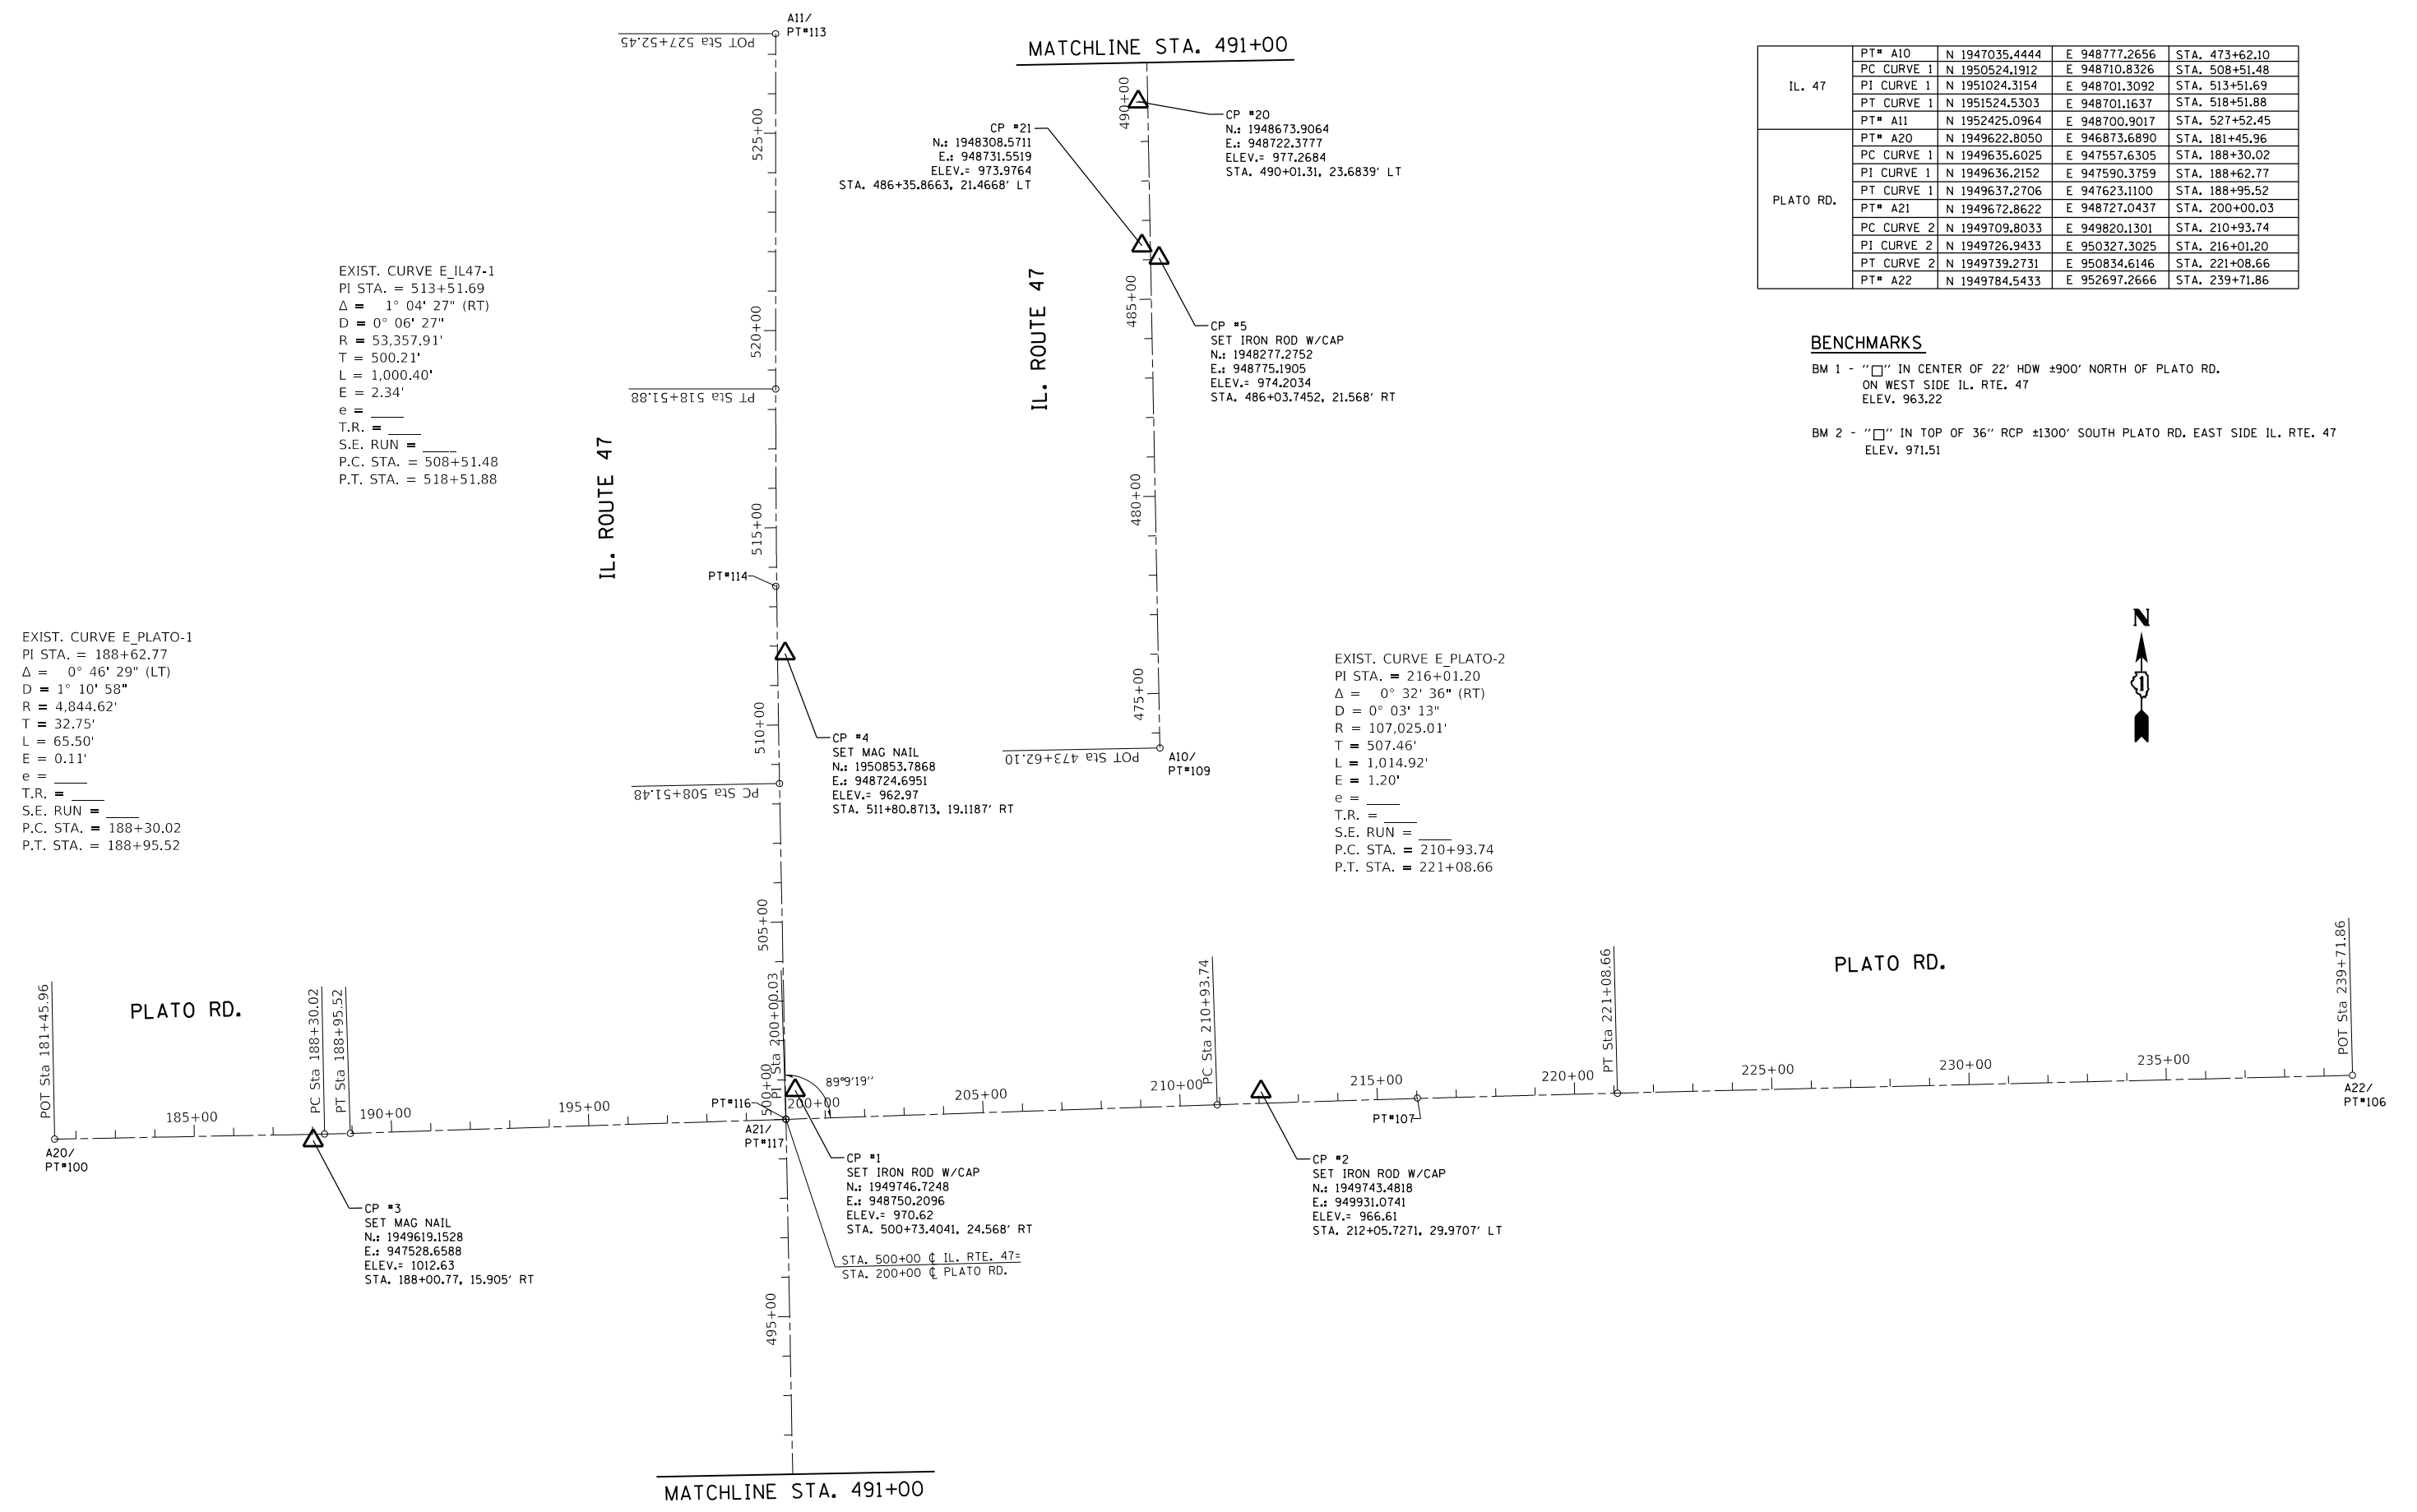 A11/
PT#113
POT Sta 527+52.45
525+00
520+00
PT Sta 518+51.88
515+00
PT#114
510+00
PC Sta 508+51.48
505+00
IL. ROUTE 47
MATCHLINE STA. 491+00
490+00
CP #20
N.: 1948673.9064
E.: 948722.3777
ELEV.= 977.2684
STA. 490+01.31, 23.6839' LT
CP #21
N.: 1948308.5711
E.: 948731.5519
ELEV.= 973.9764
STA. 486+35.8663, 21.4668' LT
IL. ROUTE 47
485+00
CP #5
SET IRON ROD W/CAP
N.: 1948277.2752
E.: 948775.1905
ELEV.= 974.2034
STA. 486+03.7452, 21.568' RT
480+00
475+00
POT Sta 473+62.10
A10/
PT#109
IL. 47
PT# A10 N 1947035.4444 E 948777.2656 STA. 473+62.10
PC CURVE 1 N 1950524.1912 E 948710.8326 STA. 508+51.48
PI CURVE 1 N 1951024.3154 E 948701.3092 STA. 513+51.69
PT CURVE 1 N 1951524.5303 E 948701.1637 STA. 518+51.88
PT# A11 N 1952425.0964 E 948700.9017 STA. 527+52.45
PLATO RD.
PT# A20 N 1949622.8050 E 946873.6890 STA. 181+45.96
PC CURVE 1 N 1949635.6025 E 947557.6305 STA. 188+30.02
PI CURVE 1 N 1949636.2152 E 947590.3759 STA. 188+62.77
PT CURVE 1 N 1949637.2706 E 947623.1100 STA. 188+95.52
PT# A21 N 1949672.8622 E 948727.0437 STA. 200+00.03
PC CURVE 2 N 1949709.8033 E 949820.1301 STA. 210+93.74
PI CURVE 2 N 1949726.9433 E 950327.3025 STA. 216+01.20
PT CURVE 2 N 1949739.2731 E 950834.6146 STA. 221+08.66
PT# A22 N 1949784.5433 E 952697.2666 STA. 239+71.86
BENCHMARKS
BM 1 - "□" IN CENTER OF 22' HDW ±900' NORTH OF PLATO RD.
ON WEST SIDE IL. RTE. 47
ELEV. 963.22
BM 2 - "□" IN TOP OF 36" RCP ±1300' SOUTH PLATO RD. EAST SIDE IL. RTE. 47
ELEV. 971.51
N
1
EXIST. CURVE E_IL47-1
PI STA. = 513+51.69
Δ = 1° 04' 27" (RT)
D = 0° 06' 27"
R = 53,357.91'
T = 500.21'
L = 1,000.40'
E = 2.34'
e = ____
T.R. = ____
S.E. RUN = ____
P.C. STA. = 508+51.48
P.T. STA. = 518+51.88
EXIST. CURVE E_PLATO-1
PI STA. = 188+62.77
Δ = 0° 46' 29" (LT)
D = 1° 10' 58"
R = 4,844.62'
T = 32.75'
L = 65.50'
E = 0.11'
e = ____
T.R. = ____
S.E. RUN = ____
P.C. STA. = 188+30.02
P.T. STA. = 188+95.52
CP #4
SET MAG NAIL
N.: 1950853.7868
E.: 948724.6951
ELEV.= 962.97
STA. 511+80.8713, 19.1187' RT
EXIST. CURVE E_PLATO-2
PI STA. = 216+01.20
Δ = 0° 32' 36" (RT)
D = 0° 03' 13"
R = 107,025.01'
T = 507.46'
L = 1,014.92'
E = 1.20'
e = ____
T.R. = ____
S.E. RUN = ____
P.C. STA. = 210+93.74
P.T. STA. = 221+08.66
PLATO RD.
PLATO RD.
POT Sta 181+45.96
A20/
PT#100
185+00
PC Sta 188+30.02
PT Sta 188+95.52
190+00
195+00
PI Sta 200+00.03
500+00
200+00
89°9'19"
PT#116
A21/
PT#117
205+00
210+00
PC Sta 210+93.74
215+00
PT#107
220+00
PT Sta 221+08.66
225+00
230+00
235+00
POT Sta 239+71.86
A22/
PT#106
CP #3
SET MAG NAIL
N.: 1949619.1528
E.: 947528.6588
ELEV.= 1012.63
STA. 188+00.77, 15.905' RT
CP #1
SET IRON ROD W/CAP
N.: 1949746.7248
E.: 948750.2096
ELEV.= 970.62
STA. 500+73.4041, 24.568' RT
STA. 500+00 ℄ IL. RTE. 47=
STA. 200+00 ℄ PLATO RD.
CP #2
SET IRON ROD W/CAP
N.: 1949743.4818
E.: 949931.0741
ELEV.= 966.61
STA. 212+05.7271, 29.9707' LT
495+00
MATCHLINE STA. 491+00